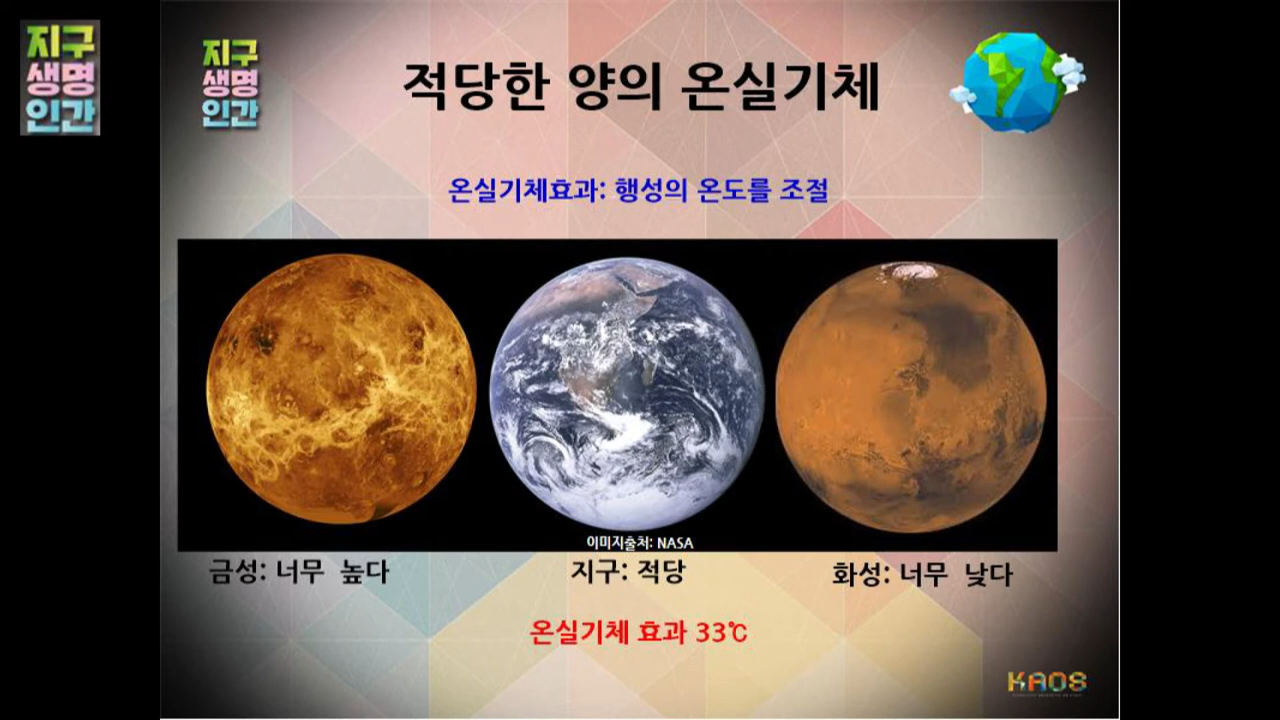 지구
생명
인간
지구
생명
인간
적당한 양의 온실기체
온실기체효과: 행성의 온도를 조절
이미지출처: NASA
금성: 너무 높다
지구: 적당
화성: 너무 낮다
온실기체 효과 33℃
KAOS